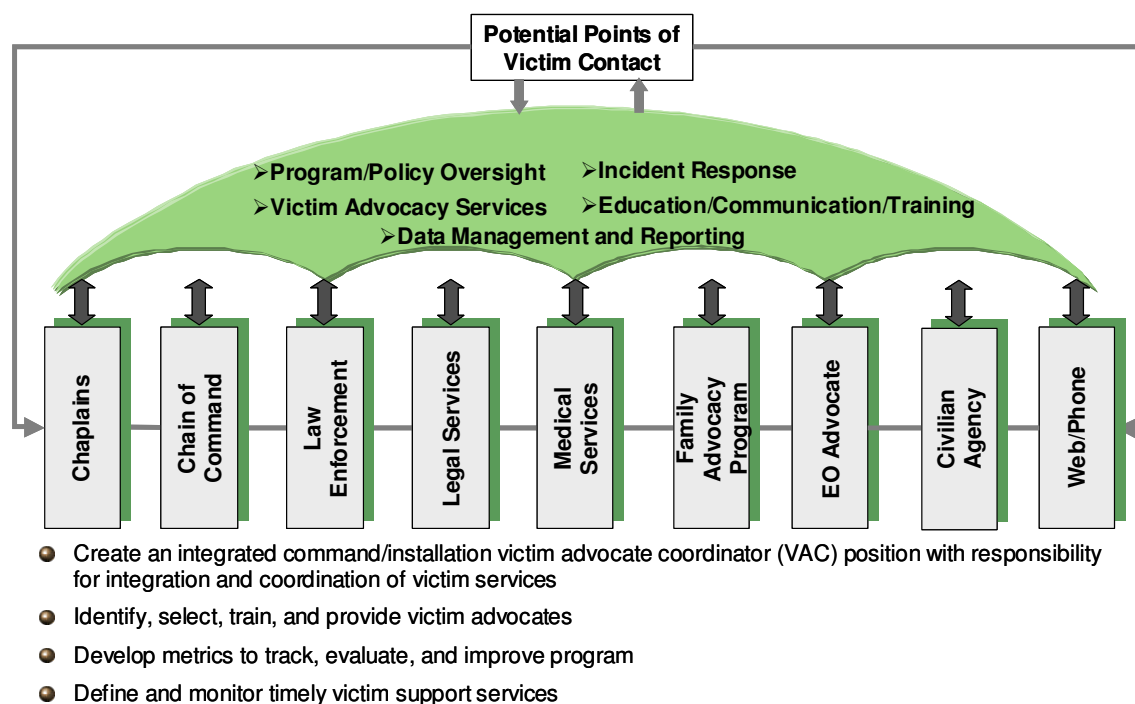 Potential Points of
Victim Contact
➢Program/Policy Oversight
➢Incident Response
➢Victim Advocacy Services
➢Education/Communication/Training
➢Data Management and Reporting
Chaplains
Chain of
Command
Law
Enforcement
Legal Services
Medical
Services
Family
Advocacy
Program
EO Advocate
Civilian
Agency
Web/Phone
Create an integrated command/installation victim advocate coordinator (VAC) position with responsibility
for integration and coordination of victim services
Identify, select, train, and provide victim advocates
Develop metrics to track, evaluate, and improve program
Define and monitor timely victim support services